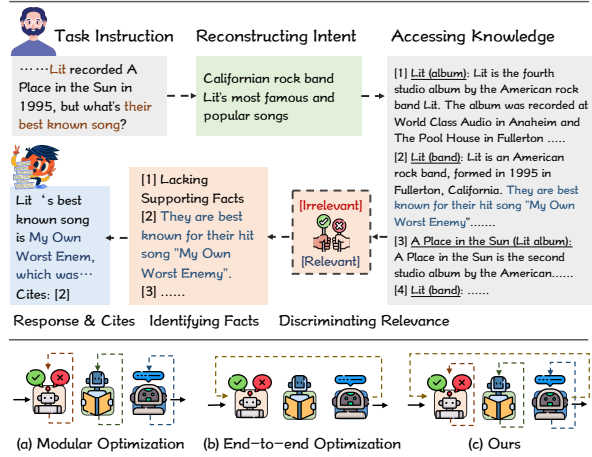 Task Instruction
Reconstructing Intent
Accessing Knowledge
……Lit recorded A
Place in the Sun in
1995, but what's their
best known song?
Californian rock band
Lit's most famous and
popular songs
[1] Lit (album): Lit is the fourth
studio album by the American rock
band Lit. The album was recorded at
World Class Audio in Anaheim and
The Pool House in Fullerton .....
[2] Lit (band): Lit is an American
rock band, formed in 1995 in
Fullerton, California. They are best
known for their hit song "My Own
Worst Enemy".......
[3] A Place in the Sun (Lit album):
A Place in the Sun is the second
studio album by the American......
[4] Lit (band): ......
[Irrelevant]
[Relevant]
[1] Lacking
Supporting Facts
[2] They are best
known for their hit
song "My Own
Worst Enemy".
[3] ......
Lit ‘s best
known song
is My Own
Worst Enem,
which was…
Cites: [2]
Response & Cites
Identifying Facts
Discriminating Relevance
(a) Modular Optimization
(b) End-to-end Optimization
(c) Ours